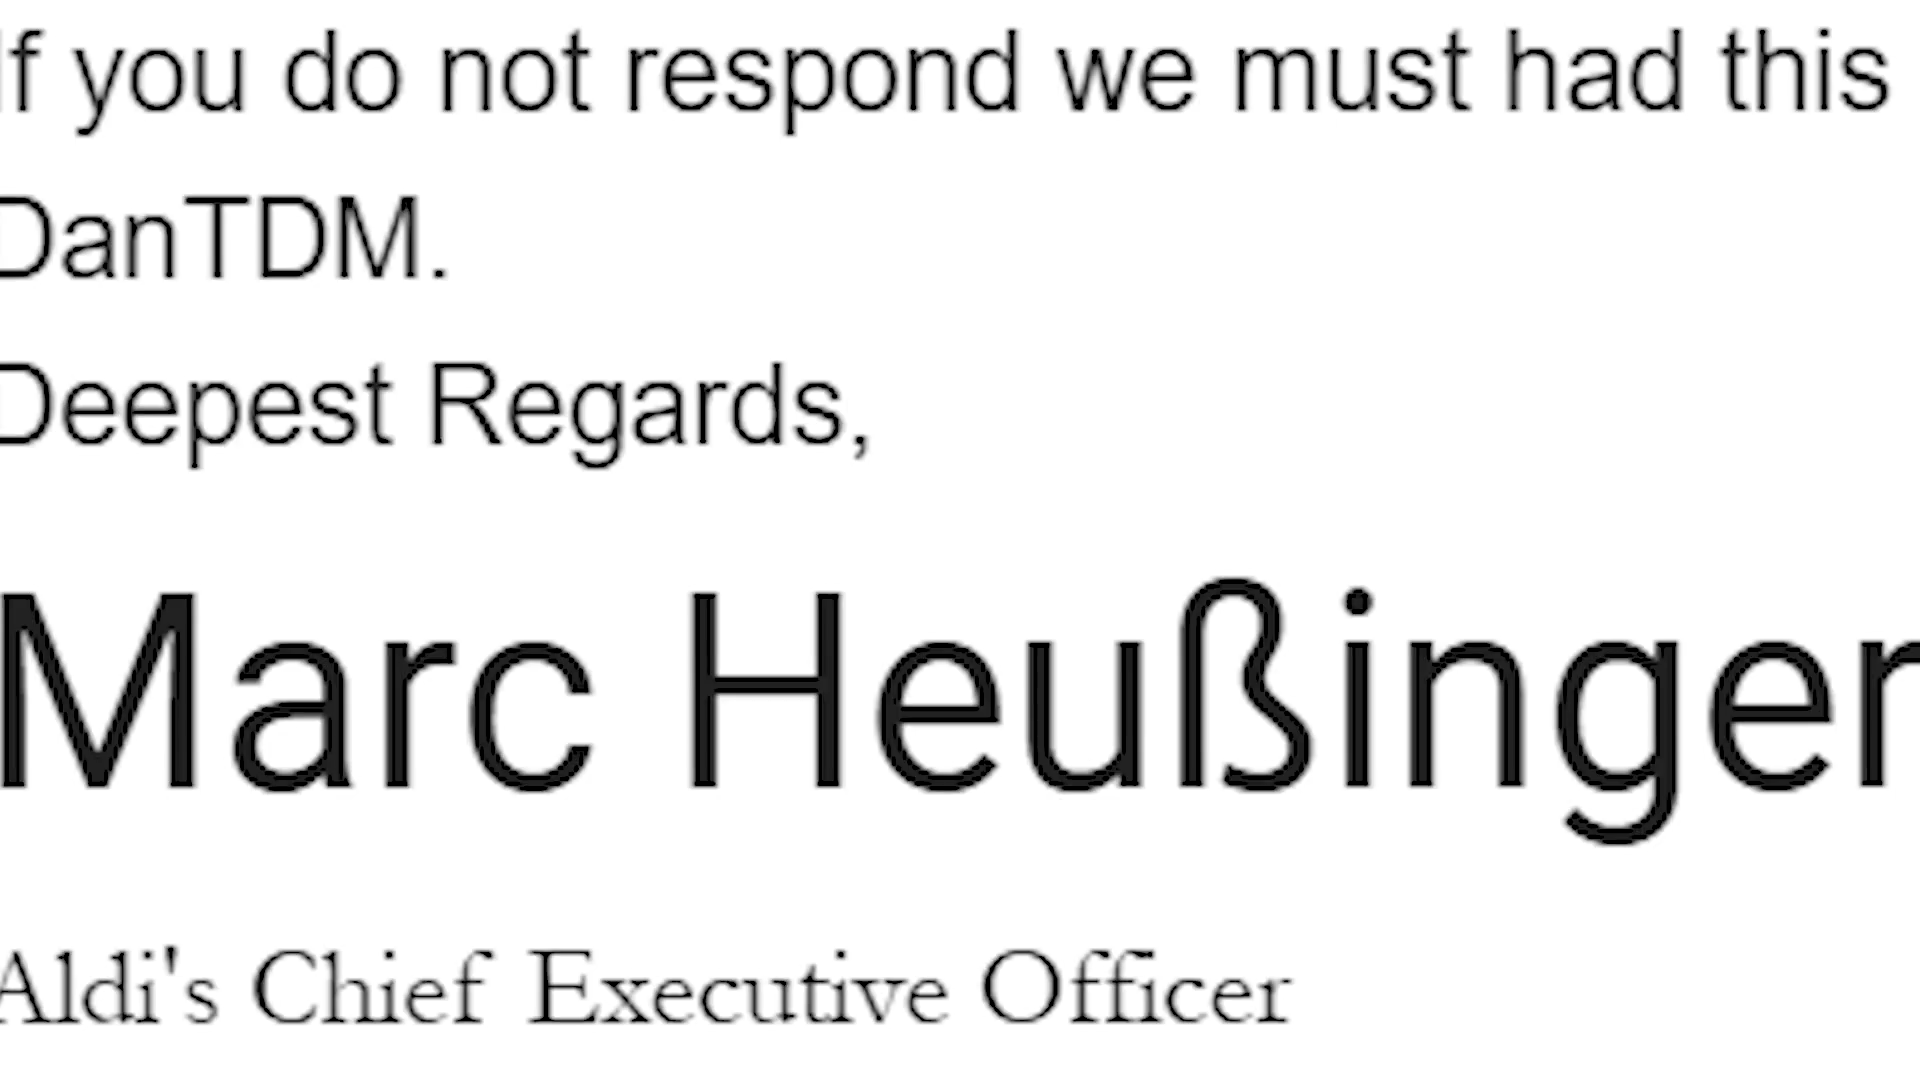 If you do not respond we must had this
DanTDM.
Deepest Regards,
Marc Heußinger
Aldi's Chief Executive Officer